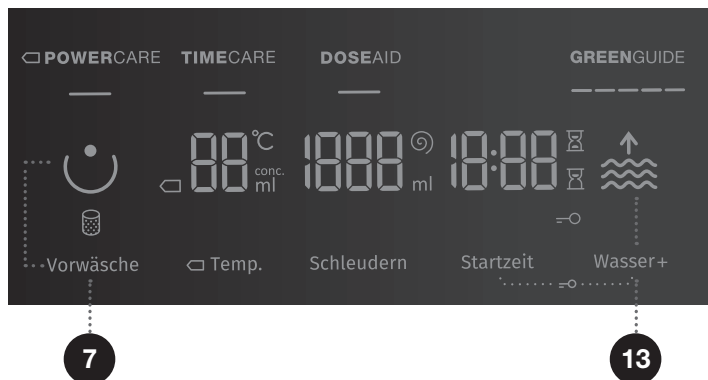 POWERCARE TIMECARE DOSEAID GREENGUIDE
88 °C 1888 18:88
conc.
ml ml
Vorwäsche Temp. Schleudern Startzeit Wasser+
7 13